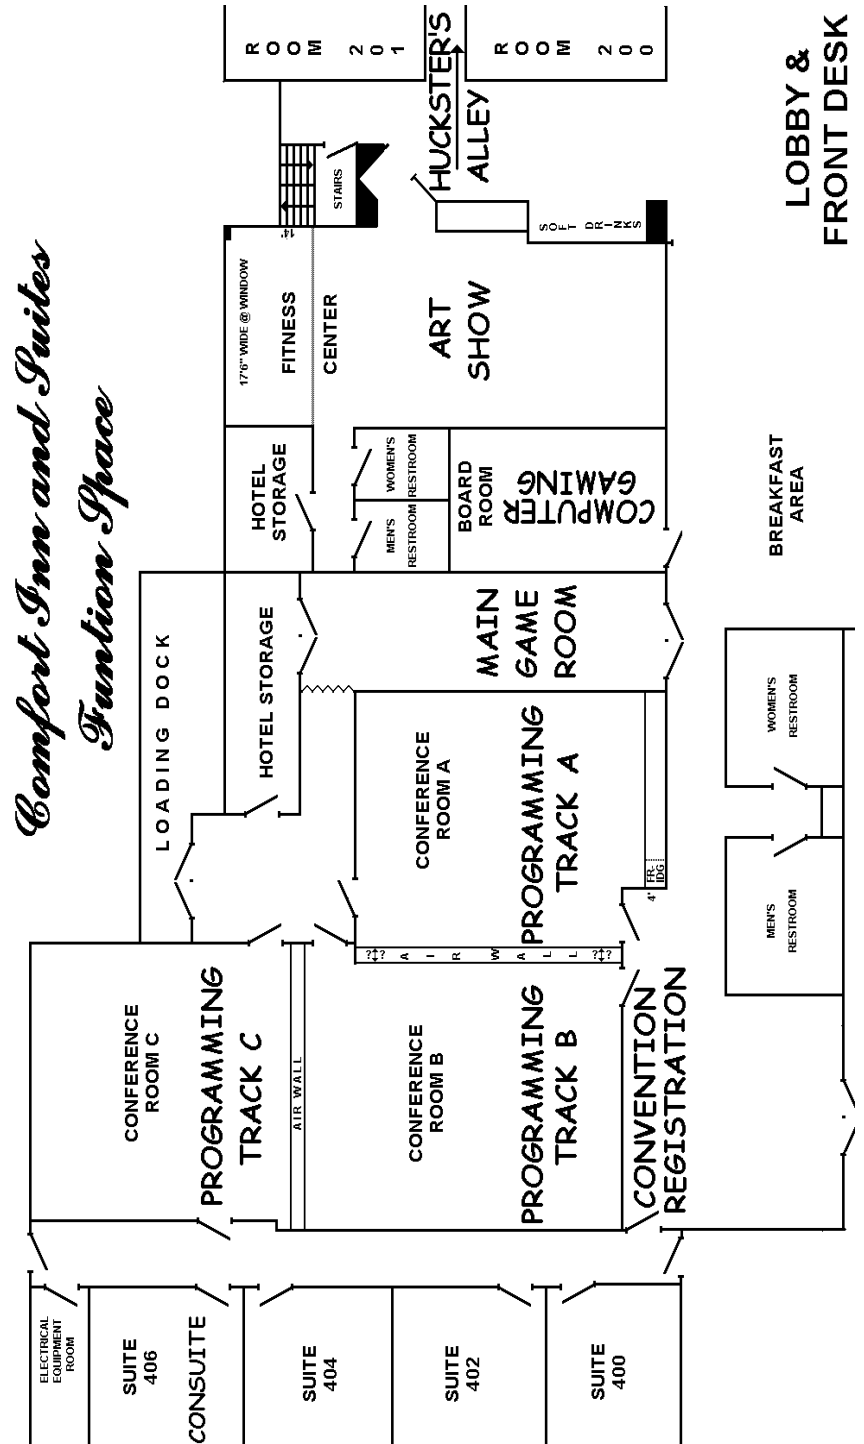 Comfort Inn and Suites
Funtion Space
ROOM 201
ROOM 200
HUCKSTER'S
ALLEY
LOBBY &
FRONT DESK
STAIRS
14'
SOFT DRINKS
17'6" WIDE @ WINDOW
FITNESS
CENTER
ART
SHOW
HOTEL
STORAGE
WOMEN'S
RESTROOM
MEN'S
RESTROOM
BOARD
ROOM
COMPUTER
GAMING
BREAKFAST
AREA
LOADING DOCK
HOTEL STORAGE
MAIN
GAME
ROOM
CONFERENCE
ROOM A
PROGRAMMING
TRACK A
4'
FR-
IDG
WOMEN'S
RESTROOM
MEN'S
RESTROOM
?↕?
AIR WALL
?↕?
CONFERENCE
ROOM C
PROGRAMMING
TRACK C
AIR WALL
CONFERENCE
ROOM B
PROGRAMMING
TRACK B
CONVENTION
REGISTRATION
ELECTRICAL
EQUIPMENT
ROOM
SUITE
406
CONSUITE
SUITE
404
SUITE
402
SUITE
400